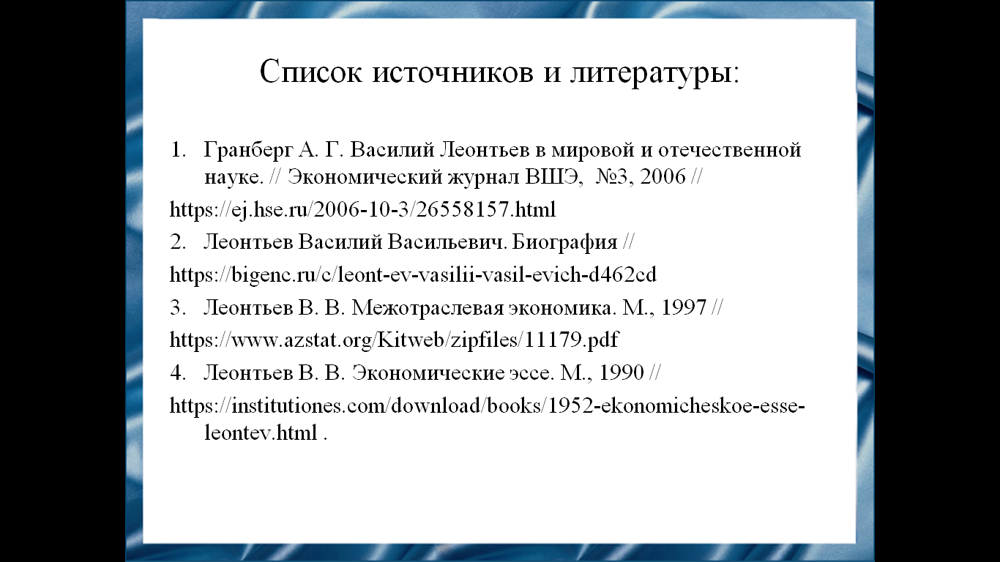 Список источников и литературы:
1. Гранберг А. Г. Василий Леонтьев в мировой и отечественной
науке. // Экономический журнал ВШЭ, №3, 2006 //
https://ej.hse.ru/2006-10-3/26558157.html
2. Леонтьев Василий Васильевич. Биография //
https://bigenc.ru/c/leont-ev-vasilii-vasil-evich-d462cd
3. Леонтьев В. В. Межотраслевая экономика. М., 1997 //
https://www.azstat.org/Kitweb/zipfiles/11179.pdf
4. Леонтьев В. В. Экономические эссе. М., 1990 //
https://institutiones.com/download/books/1952-ekonomicheskoe-esse-
leontev.html .